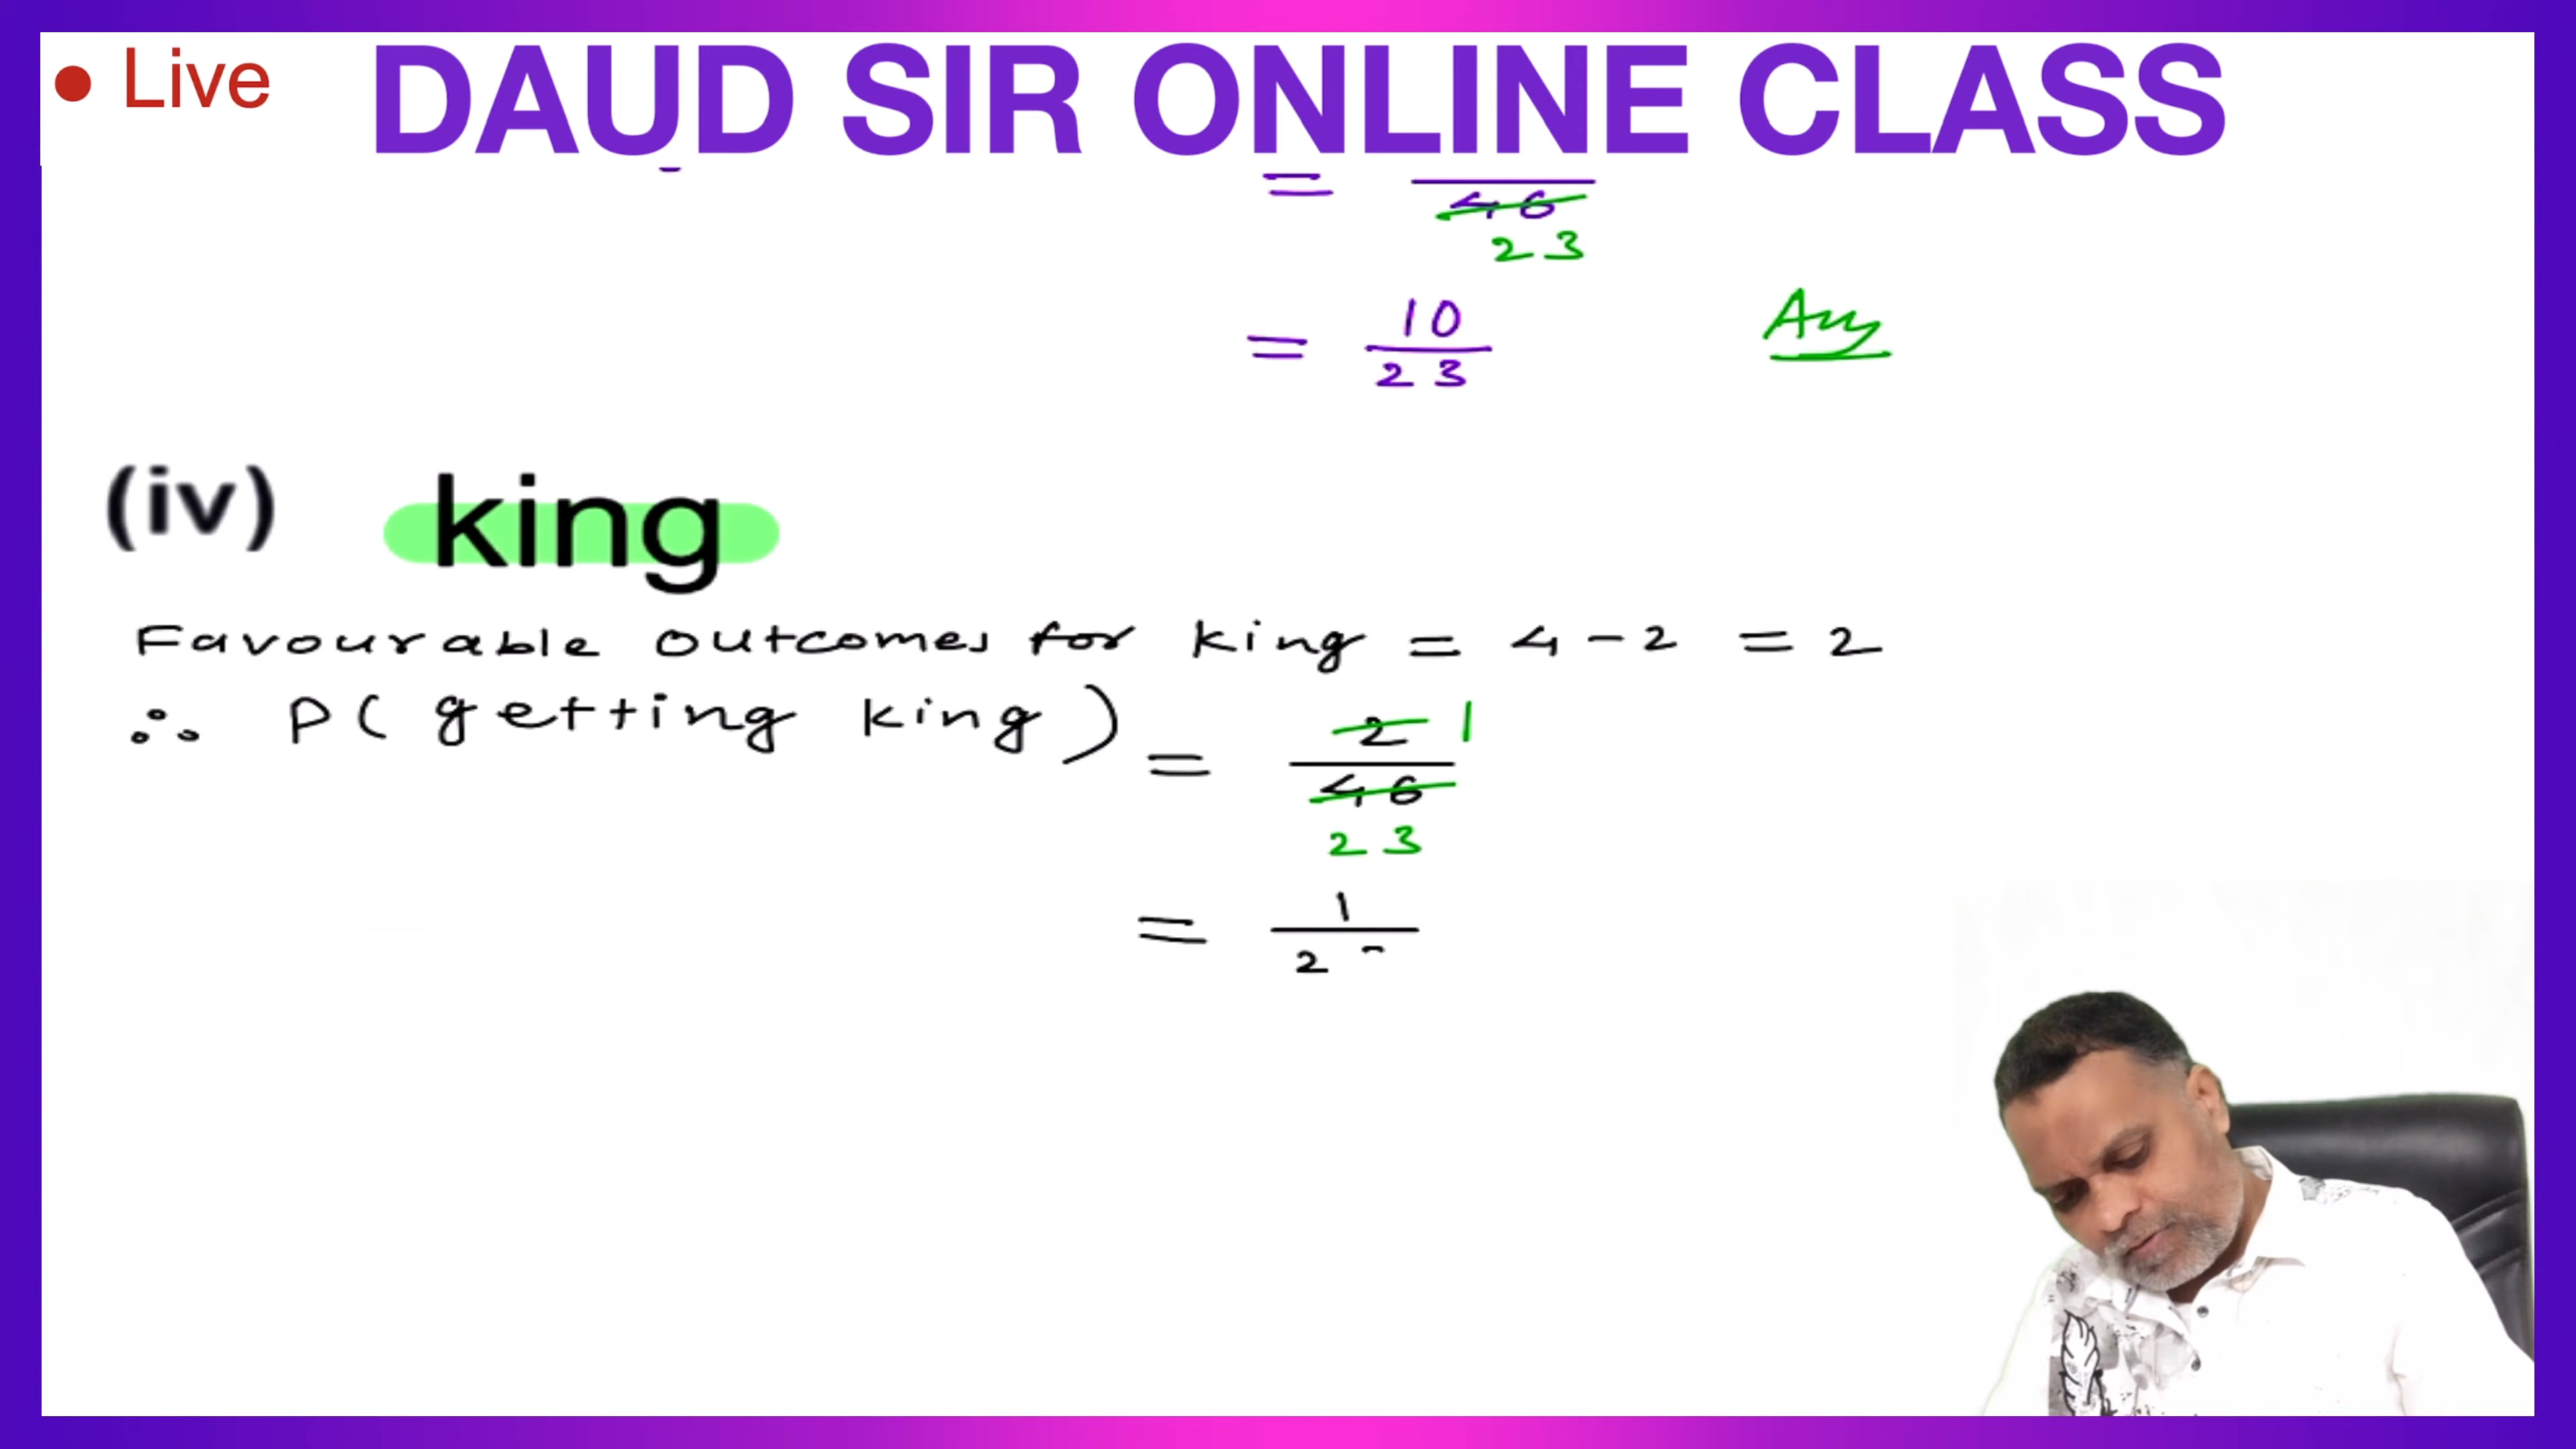 • Live DAUD SIR ONLINE CLASS
= 46
23
= 10/23 Ans
(iv) king
Favourable outcomes for king = 4 - 2 = 2
∴ P( getting king ) = 2/46 1
23
= 1/2